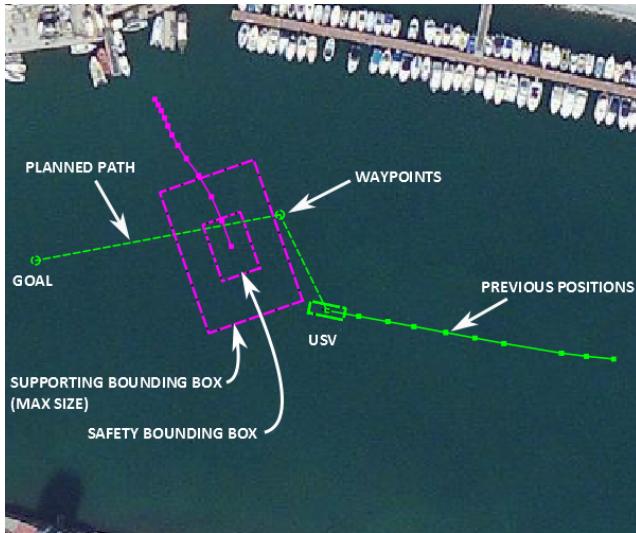 PLANNED PATH
WAYPOINTS
GOAL
PREVIOUS POSITIONS
USV
SUPPORTING BOUNDING BOX
(MAX SIZE)
SAFETY BOUNDING BOX